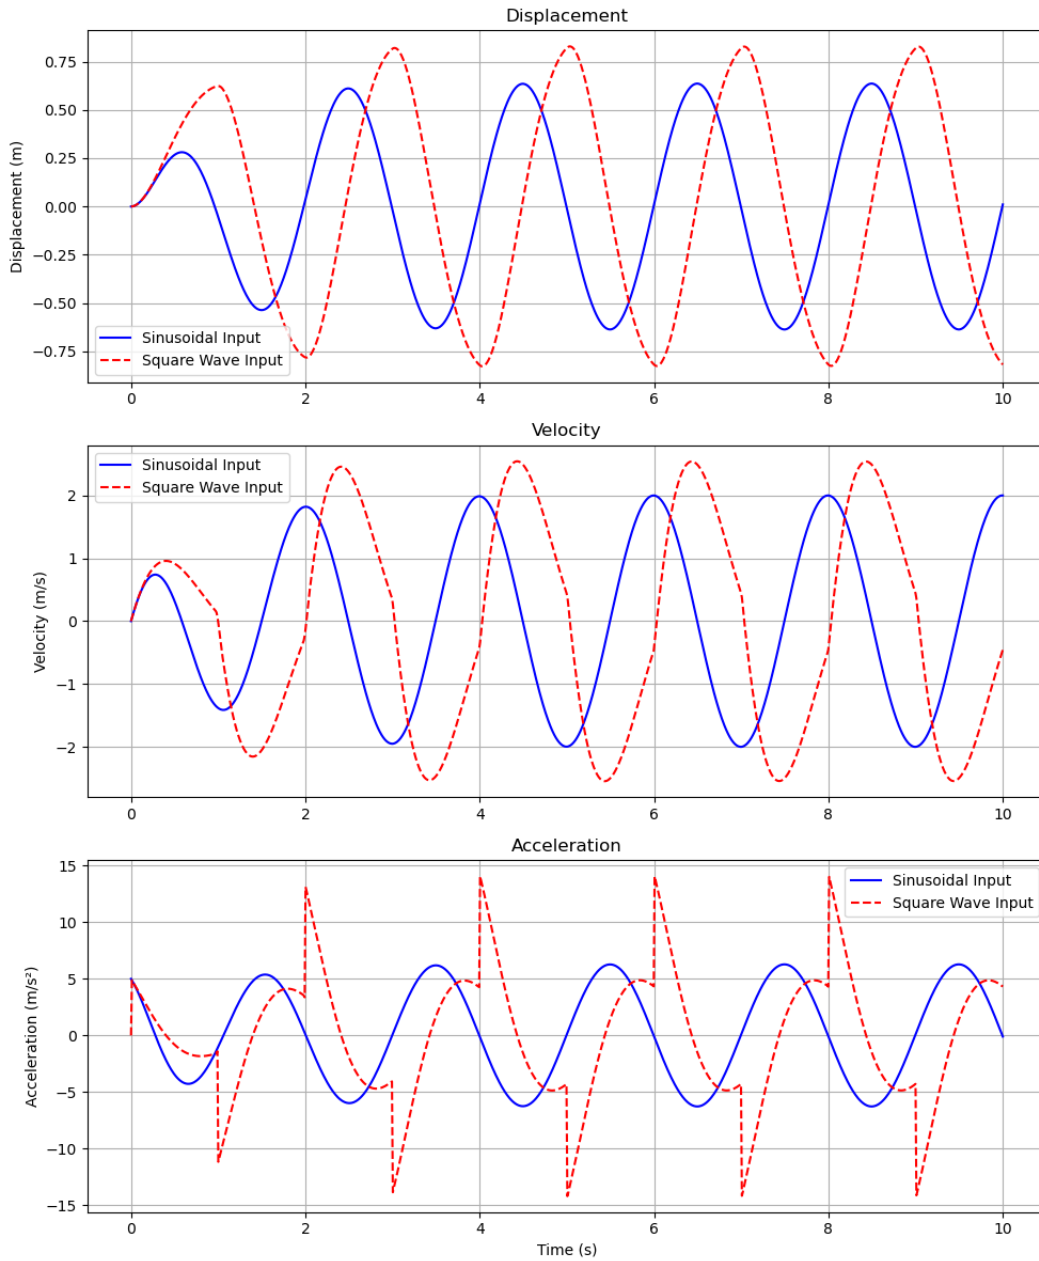 Displacement
0.75
0.50
0.25
0.00
−0.25
−0.50
−0.75
Displacement (m)
Sinusoidal Input
Square Wave Input
0 2 4 6 8 10
Velocity
2
1
0
−1
−2
Velocity (m/s)
Sinusoidal Input
Square Wave Input
0 2 4 6 8 10
Acceleration
15
10
5
0
−5
−10
−15
Acceleration (m/s²)
Sinusoidal Input
Square Wave Input
0 2 4 6 8 10
Time (s)